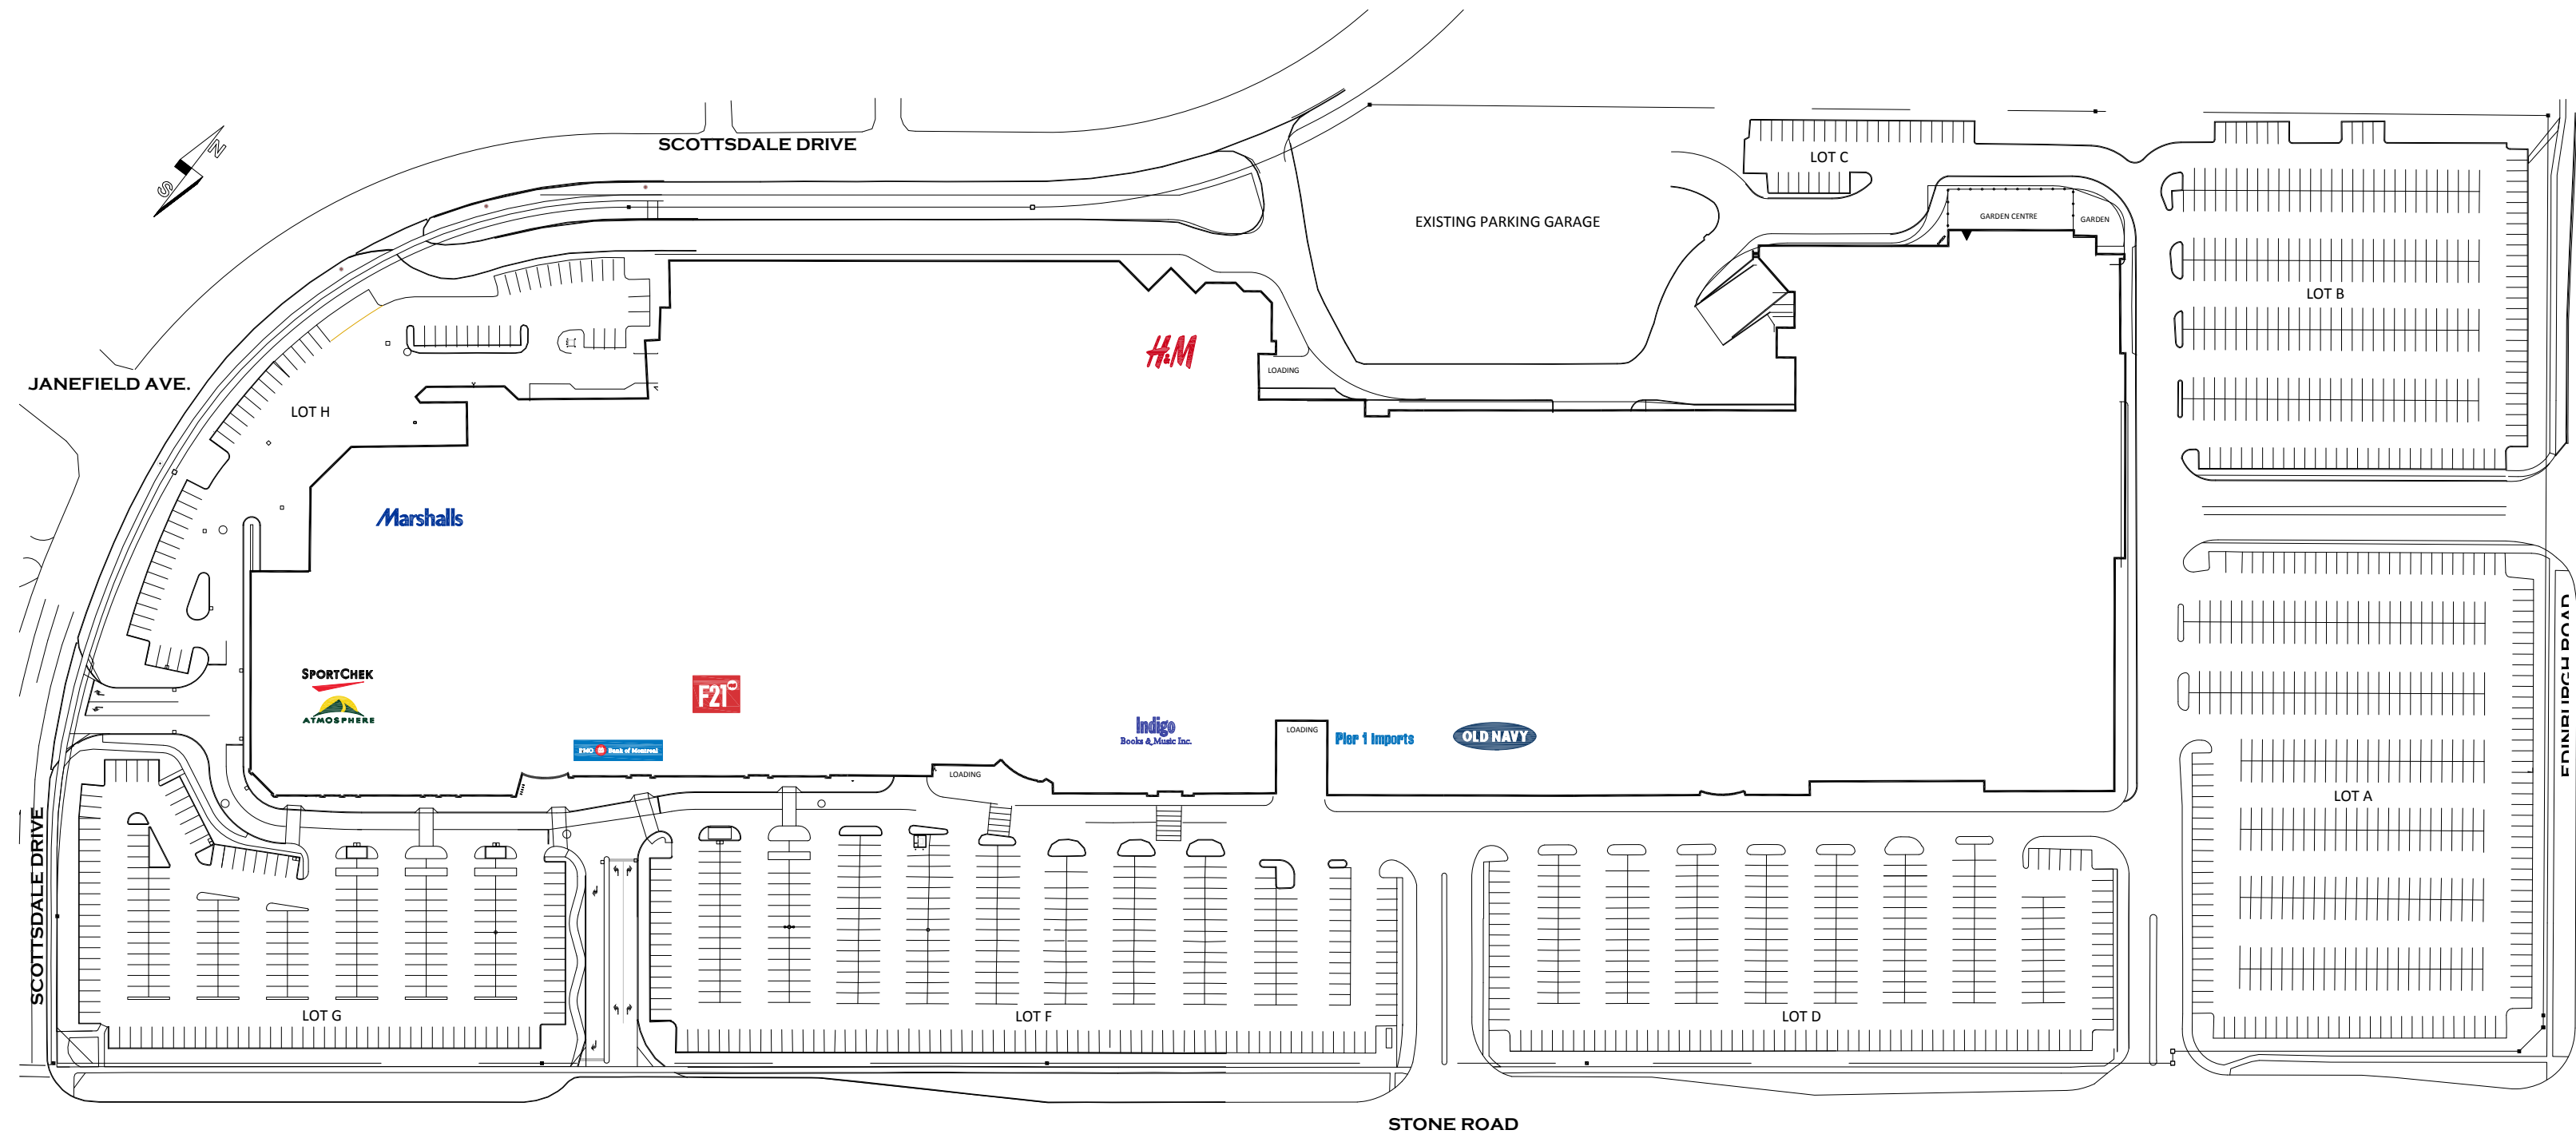 SCOTTSDALE DRIVE
N
S
LOT C
EXISTING PARKING GARAGE
GARDEN CENTRE
GARDEN
LOT B
H&M
LOADING
JANEFIELD AVE.
LOT H
Marshalls
SPORTCHEK
ATMOSPHERE
F21
BMO Bank of Montreal
Indigo
Books & Music Inc.
LOADING
Pier 1 Imports
OLD NAVY
LOADING
EDINBURGH ROAD
LOT A
SCOTTSDALE DRIVE
LOT G
LOT F
LOT D
STONE ROAD